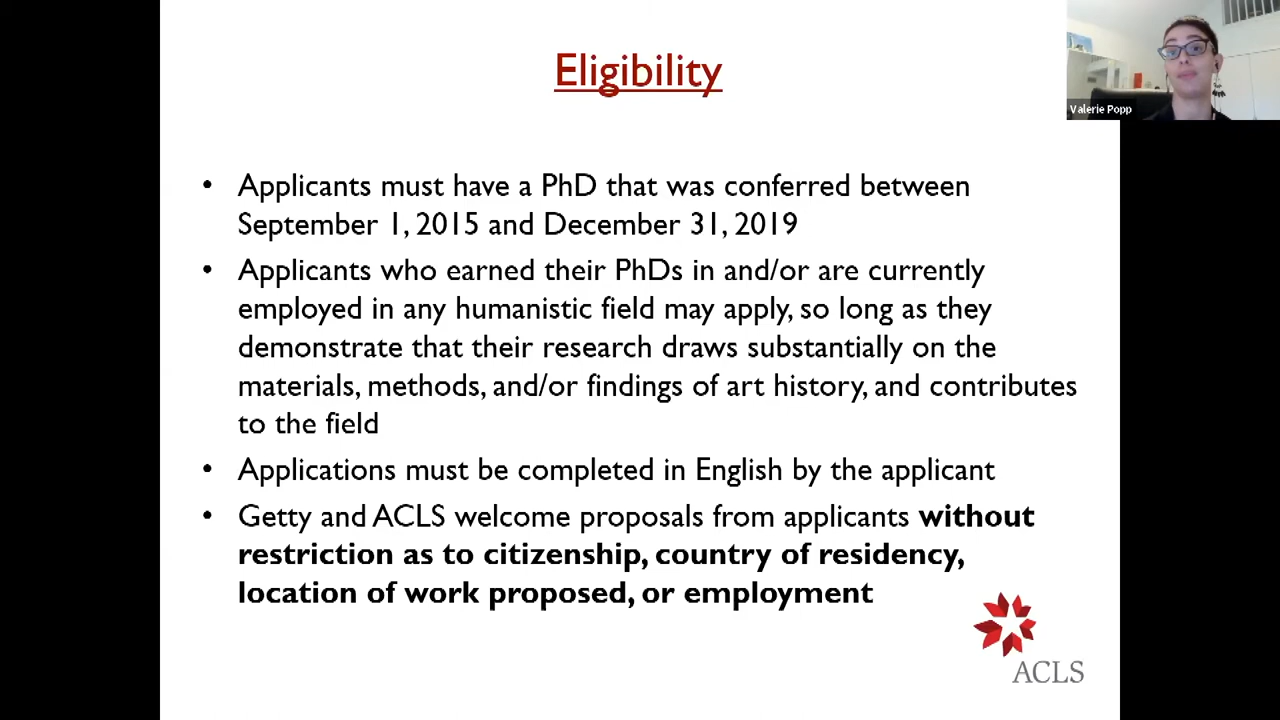 Eligibility
Valerie Popp
• Applicants must have a PhD that was conferred between
September 1, 2015 and December 31, 2019
• Applicants who earned their PhDs in and/or are currently
employed in any humanistic field may apply, so long as they
demonstrate that their research draws substantially on the
materials, methods, and/or findings of art history, and contributes
to the field
• Applications must be completed in English by the applicant
• Getty and ACLS welcome proposals from applicants without
restriction as to citizenship, country of residency,
location of work proposed, or employment
ACLS